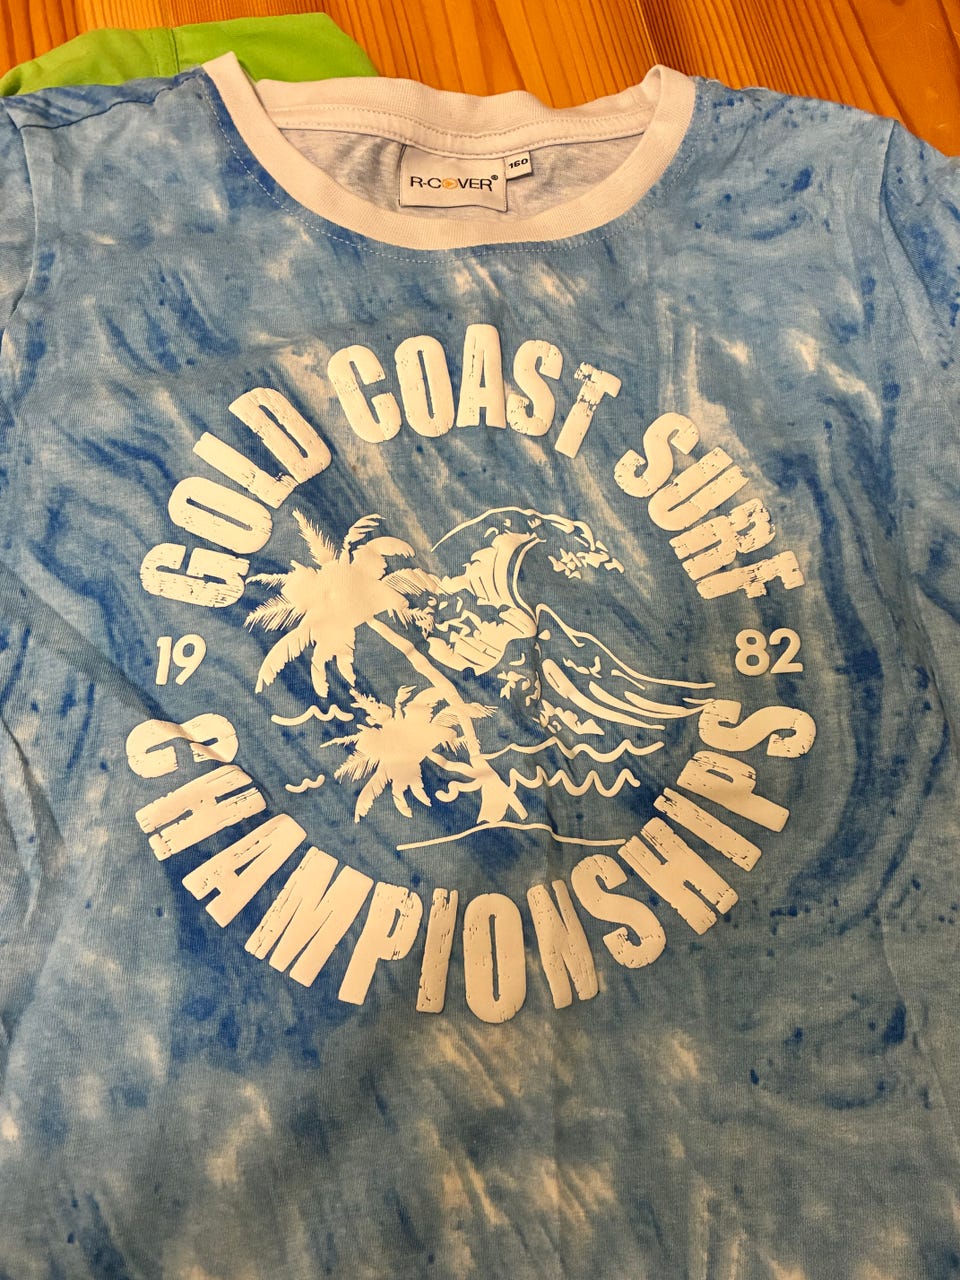 R-COVER®
160
GOLD COAST SURF
19 82
CHAMPIONSHIPS